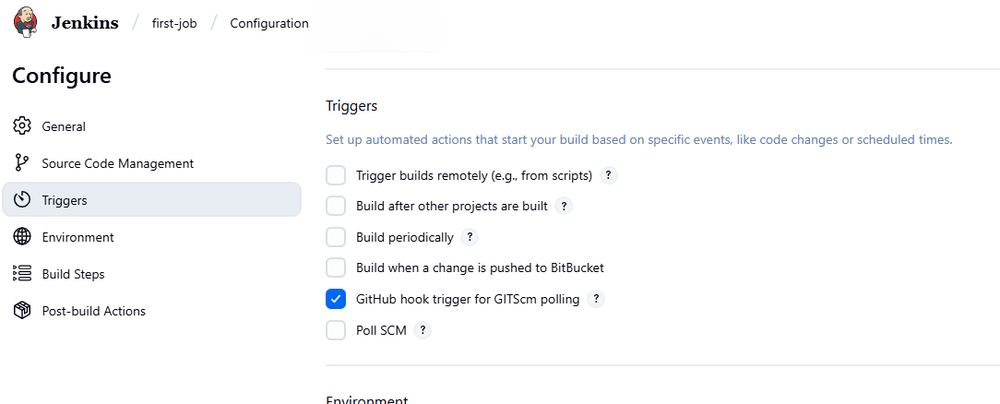 Jenkins / first-job / Configuration
Configure
General
Source Code Management
Triggers
Environment
Build Steps
Post-build Actions
Triggers
Set up automated actions that start your build based on specific events, like code changes or scheduled times.
Trigger builds remotely (e.g., from scripts) ?
Build after other projects are built ?
Build periodically ?
Build when a change is pushed to BitBucket
GitHub hook trigger for GITScm polling ?
Poll SCM ?
Environment